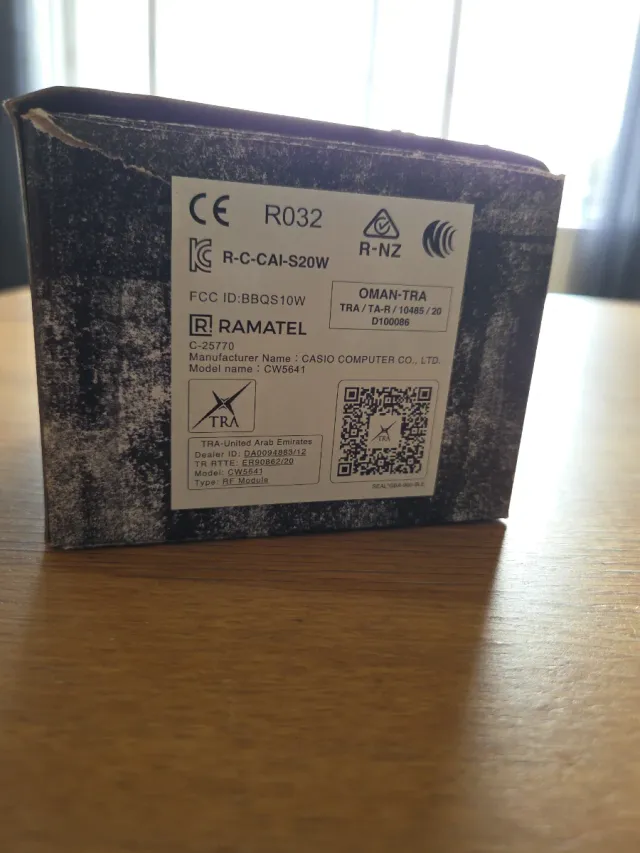 CE R032
R-NZ
R-C-CAI-S20W
FCC ID:BBQS10W
OMAN-TRA
TRA / TA-R / 10485 / 20
D100086
R RAMATEL
C-25770
Manufacturer Name : CASIO COMPUTER CO., LTD.
Model name : CW5641
TRA
TRA-United Arab Emirates
Dealer ID: DA0094885/12
TR RTTE: ER90862/20
Model: CW5641
Type: RF Module